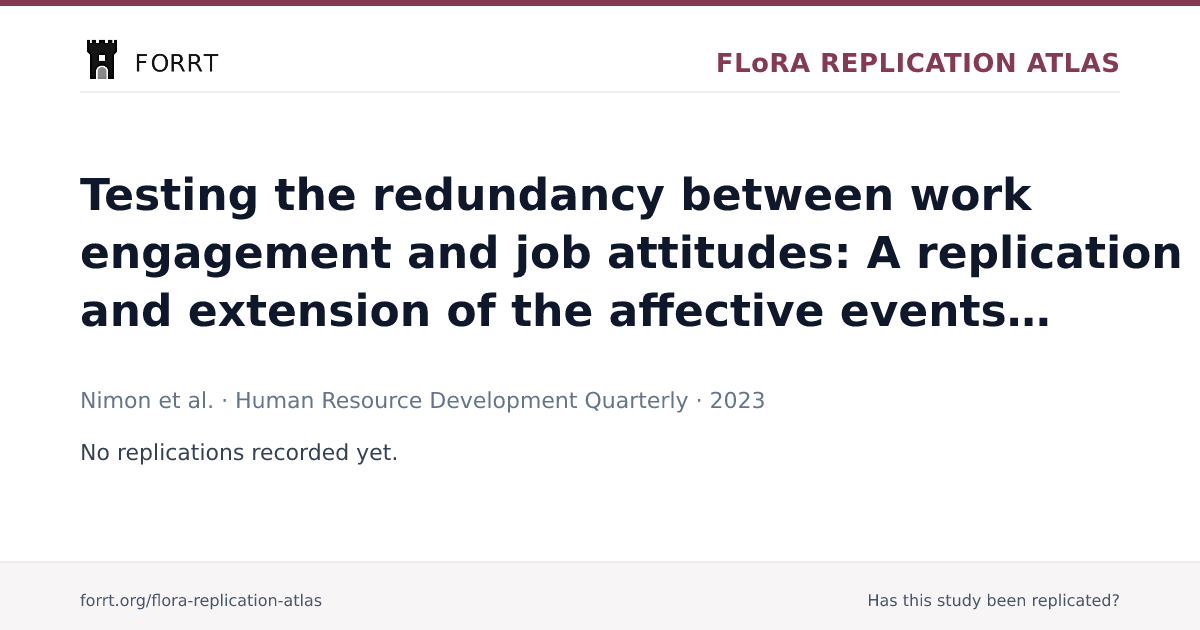 FORRT
FLoRA REPLICATION ATLAS
Testing the redundancy between work
engagement and job attitudes: A replication
and extension of the affective events…
Nimon et al. · Human Resource Development Quarterly · 2023
No replications recorded yet.
forrt.org/flora-replication-atlas
Has this study been replicated?